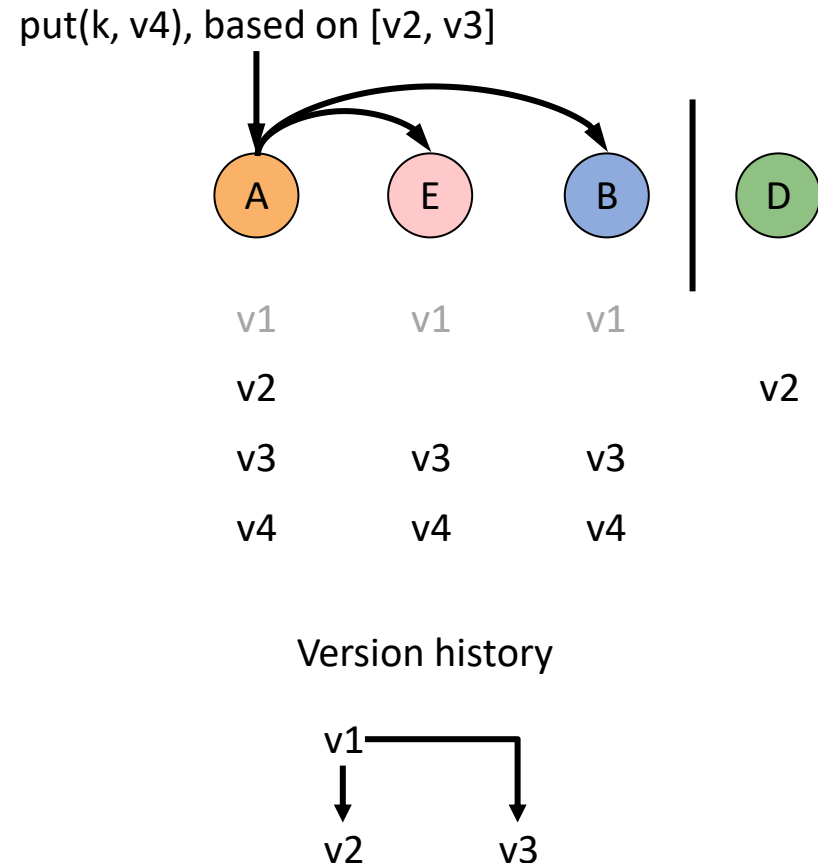 put(k, v4), based on [v2, v3]
A E B D
v1 v1 v1
v2 v2
v3 v3 v3
v4 v4 v4
Version history
v1
v2 v3